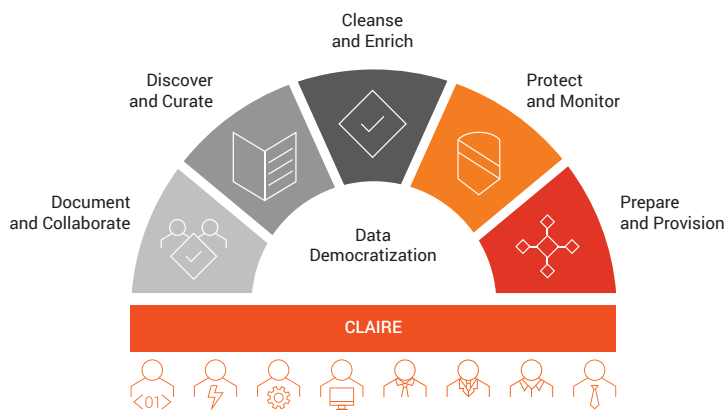 Cleanse
and Enrich
Discover
and Curate
Protect
and Monitor
Document
and Collaborate
Prepare
and Provision
Data
Democratization
CLAIRE
<01>